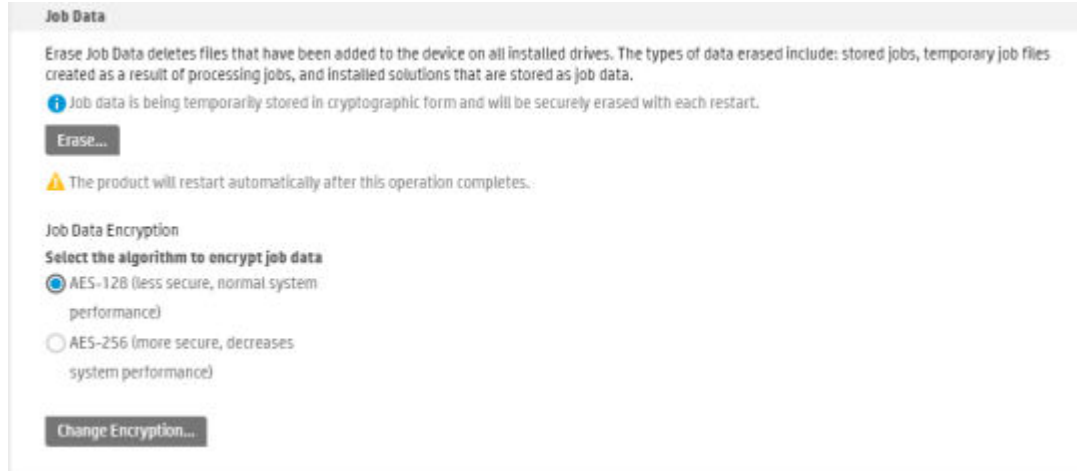 Job Data
Erase Job Data deletes files that have been added to the device on all installed drives. The types of data erased include: stored jobs, temporary job files
created as a result of processing jobs, and installed solutions that are stored as job data.
Job data is being temporarily stored in cryptographic form and will be securely erased with each restart.
Erase...
The product will restart automatically after this operation completes.
Job Data Encryption
Select the algorithm to encrypt job data
AES-128 (less secure, normal system
performance)
AES-256 (more secure, decreases
system performance)
Change Encryption...